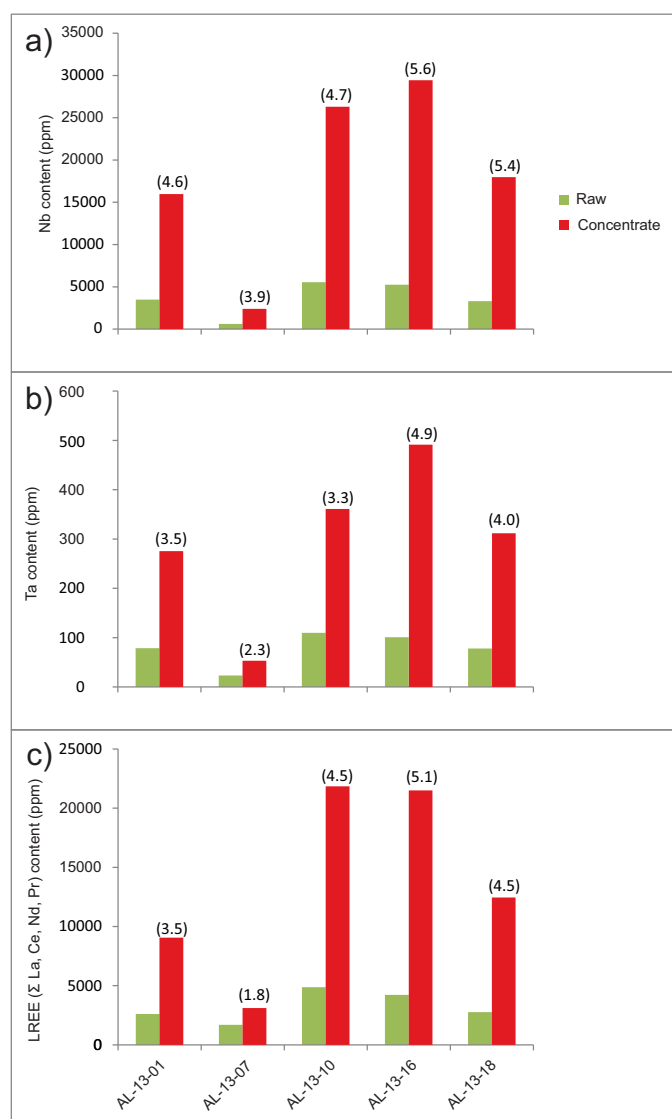 a)
Nb content (ppm)
35000
30000
25000
20000
15000
10000
5000
0
(4.6)
(3.9)
(4.7)
(5.6)
(5.4)
Raw
Concentrate
b)
Ta content (ppm)
600
500
400
300
200
100
0
(3.5)
(2.3)
(3.3)
(4.9)
(4.0)
c)
LREE (Σ La, Ce, Nd, Pr) content (ppm)
25000
20000
15000
10000
5000
0
(3.5)
(1.8)
(4.5)
(5.1)
(4.5)
AL-13-01
AL-13-07
AL-13-10
AL-13-16
AL-13-18